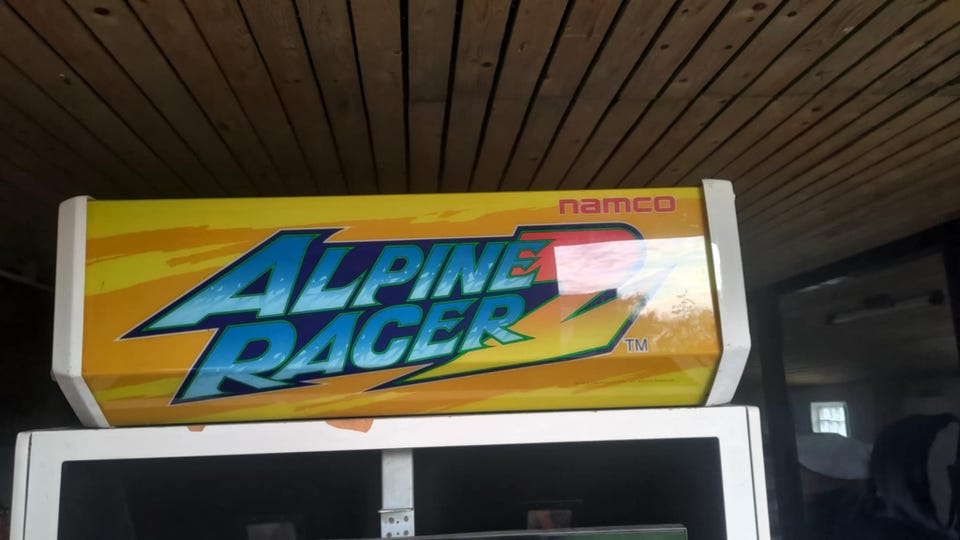 namco
ALPINE
RACER
TM